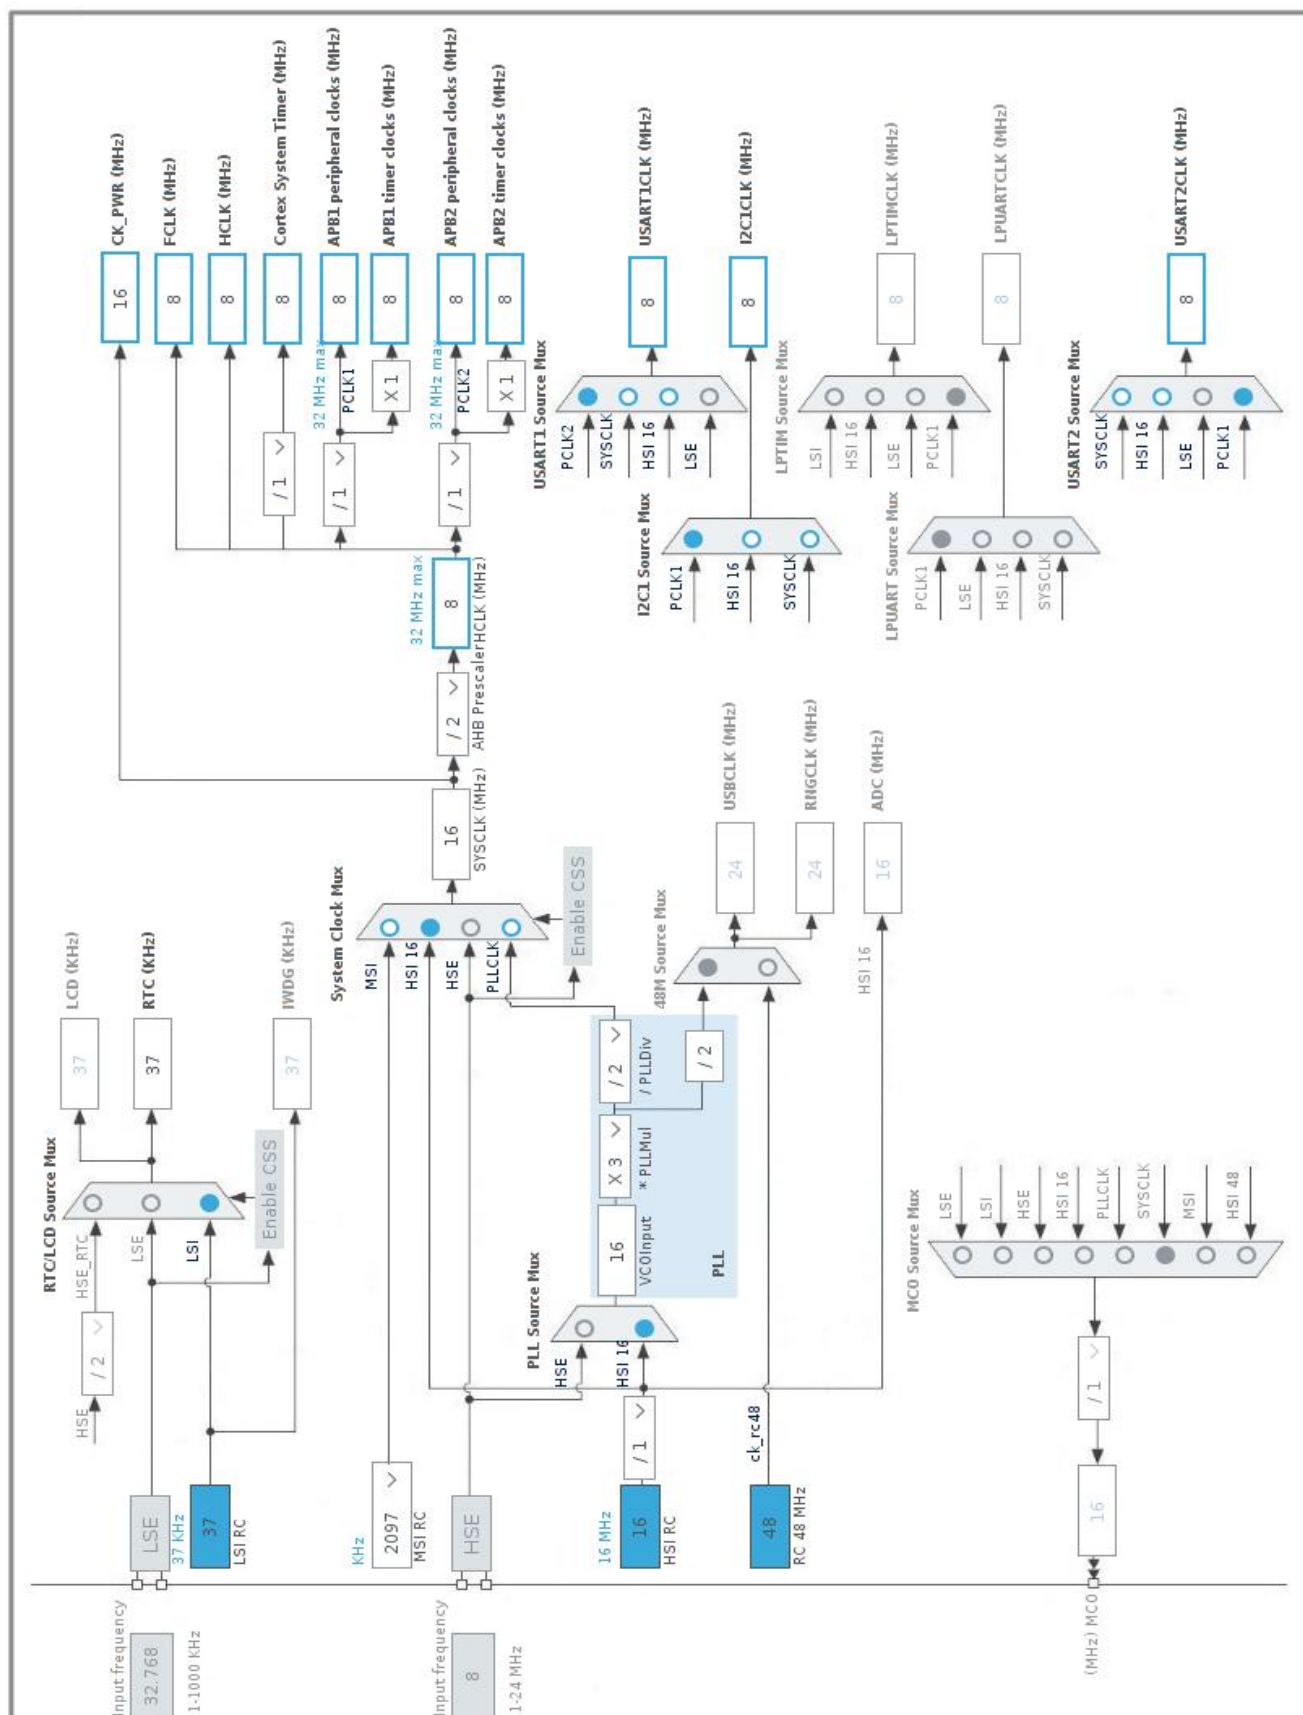 Input frequency
32.768
1-1000 KHz
LSE
37 KHz
37
LSI RC
HSE
/ 2
HSE_RTC
LSE
LSI
RTC/LCD Source Mux
Enable CSS
37
LCD (KHz)
37
RTC (KHz)
37
IWDG (KHz)
Input frequency
8
1-24 MHz
KHz
2097
MSI RC
HSE
16 MHz
16
HSI RC
/ 1
48
RC 48 MHz
ck_rc48
HSE
HSI 16
PLL Source Mux
16
VCOInput
X 3
* PLLMul
/ 2
/ PLLDiv
/ 2
PLL
MSI
HSI 16
HSE
PLLCLK
System Clock Mux
Enable CSS
48M Source Mux
24
USBCLK (MHz)
24
RNGCLK (MHz)
HSI 16
16
ADC (MHz)
16
SYSCLK (MHz)
/ 2
AHB Prescaler
32 MHz max
8
HCLK (MHz)
/ 1
/ 1
/ 1
32 MHz max
PCLK1
X 1
32 MHz max
PCLK2
X 1
16
CK_PWR (MHz)
8
FCLK (MHz)
8
HCLK (MHz)
8
Cortex System Timer (MHz)
8
APB1 peripheral clocks (MHz)
8
APB1 timer clocks (MHz)
8
APB2 peripheral clocks (MHz)
8
APB2 timer clocks (MHz)
USART1 Source Mux
PCLK2
SYSCLK
HSI 16
LSE
8
USART1CLK (MHz)
I2C1 Source Mux
PCLK1
HSI 16
SYSCLK
8
I2C1CLK (MHz)
LPTIM Source Mux
LSI
HSI 16
LSE
PCLK1
8
LPTIMCLK (MHz)
LPUART Source Mux
PCLK1
LSE
HSI 16
SYSCLK
8
LPUARTCLK (MHz)
USART2 Source Mux
SYSCLK
HSI 16
LSE
PCLK1
8
USART2CLK (MHz)
MCO Source Mux
LSE
LSI
HSE
HSI 16
PLLCLK
SYSCLK
MSI
HSI 48
/ 1
16
(MHz) MCO